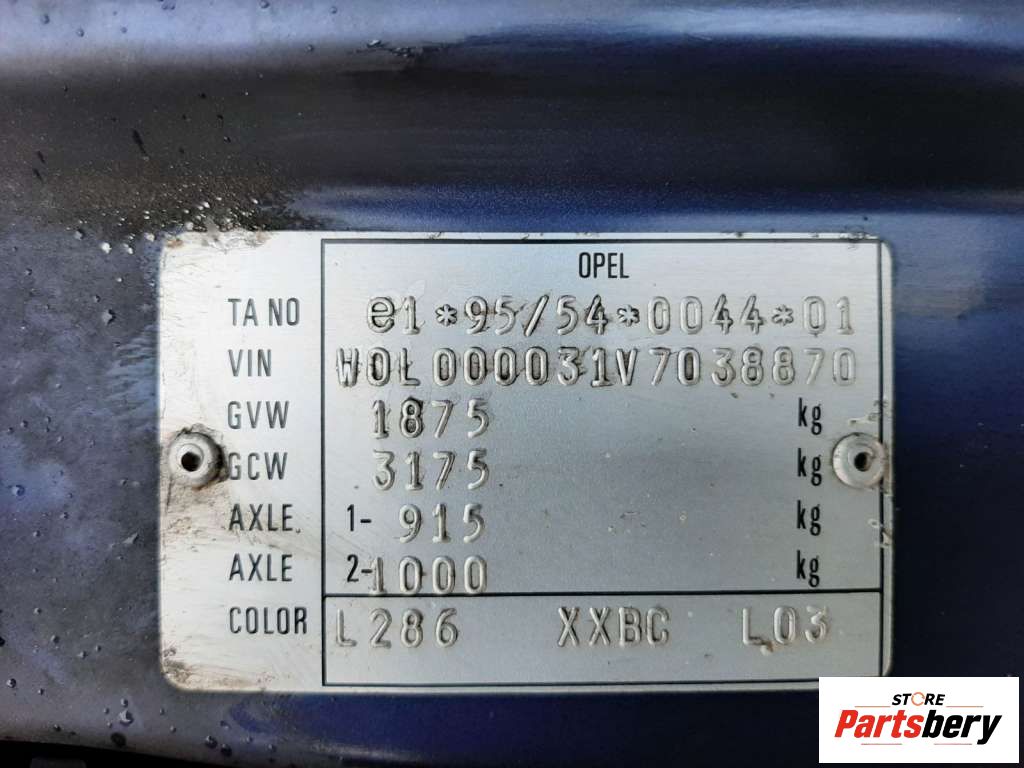 OPEL
TA NO e1*95/54*0044*01
VIN W0L000031V7038870
GVW 1875 kg
GCW 3175 kg
AXLE 1- 915 kg
AXLE 2- 1000 kg
COLOR L286 XXBC L03
STORE
Partsbery